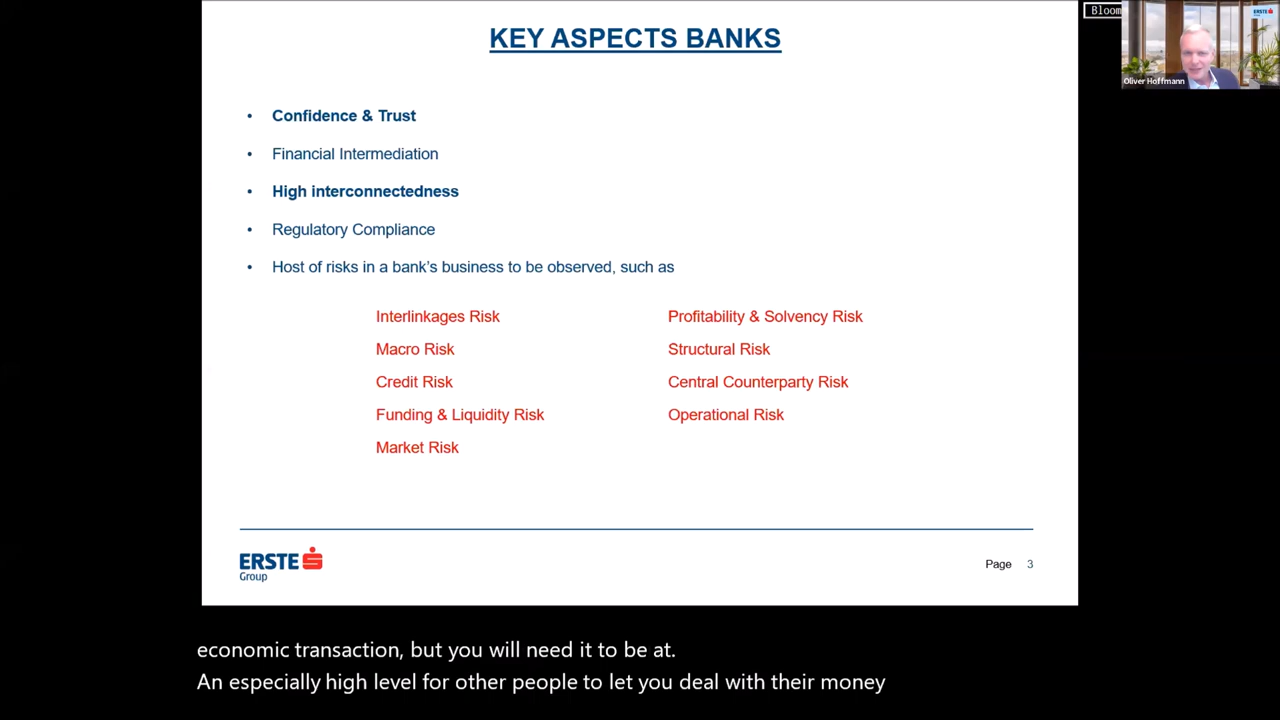 KEY ASPECTS BANKS
Bloom
ERSTE
Group
Oliver Hoffmann
• Confidence & Trust
• Financial Intermediation
• High interconnectedness
• Regulatory Compliance
• Host of risks in a bank's business to be observed, such as
Interlinkages Risk
Profitability & Solvency Risk
Macro Risk
Structural Risk
Credit Risk
Central Counterparty Risk
Funding & Liquidity Risk
Operational Risk
Market Risk
ERSTE
Group
Page 3
economic transaction, but you will need it to be at.
An especially high level for other people to let you deal with their money